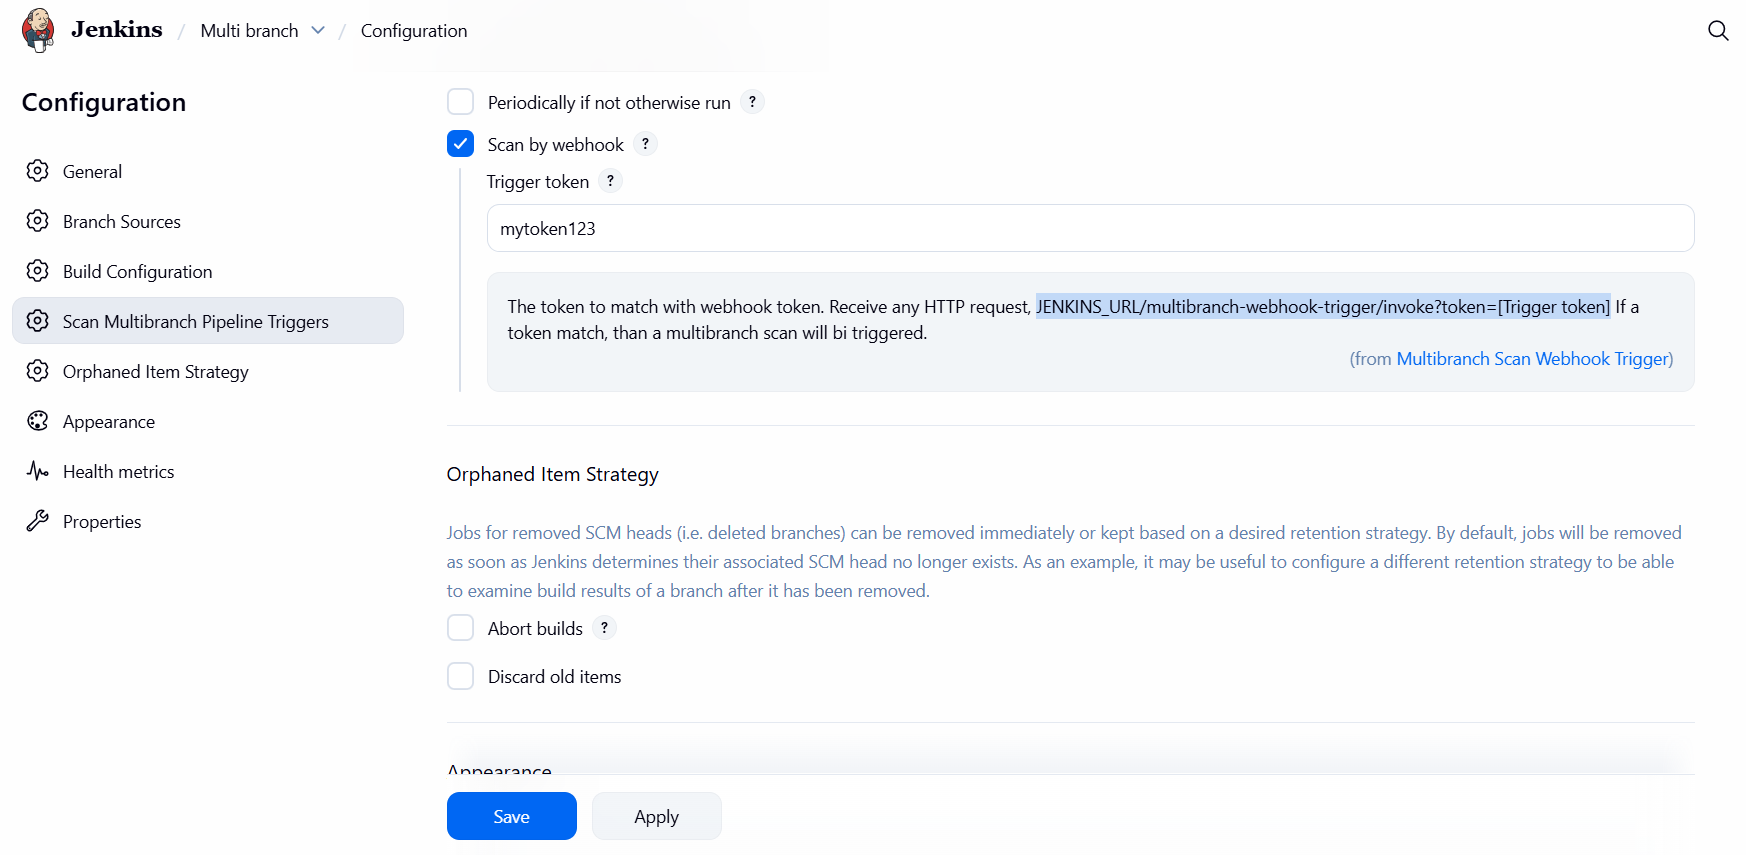 Jenkins / Multi branch / Configuration
Configuration
General
Branch Sources
Build Configuration
Scan Multibranch Pipeline Triggers
Orphaned Item Strategy
Appearance
Health metrics
Properties
Periodically if not otherwise run ?
Scan by webhook ?
Trigger token ?
mytoken123
The token to match with webhook token. Receive any HTTP request, JENKINS_URL/multibranch-webhook-trigger/invoke?token=[Trigger token] If a
token match, than a multibranch scan will bi triggered.
(from Multibranch Scan Webhook Trigger)
Orphaned Item Strategy
Jobs for removed SCM heads (i.e. deleted branches) can be removed immediately or kept based on a desired retention strategy. By default, jobs will be removed
as soon as Jenkins determines their associated SCM head no longer exists. As an example, it may be useful to configure a different retention strategy to be able
to examine build results of a branch after it has been removed.
Abort builds ?
Discard old items
Appearance
Save Apply